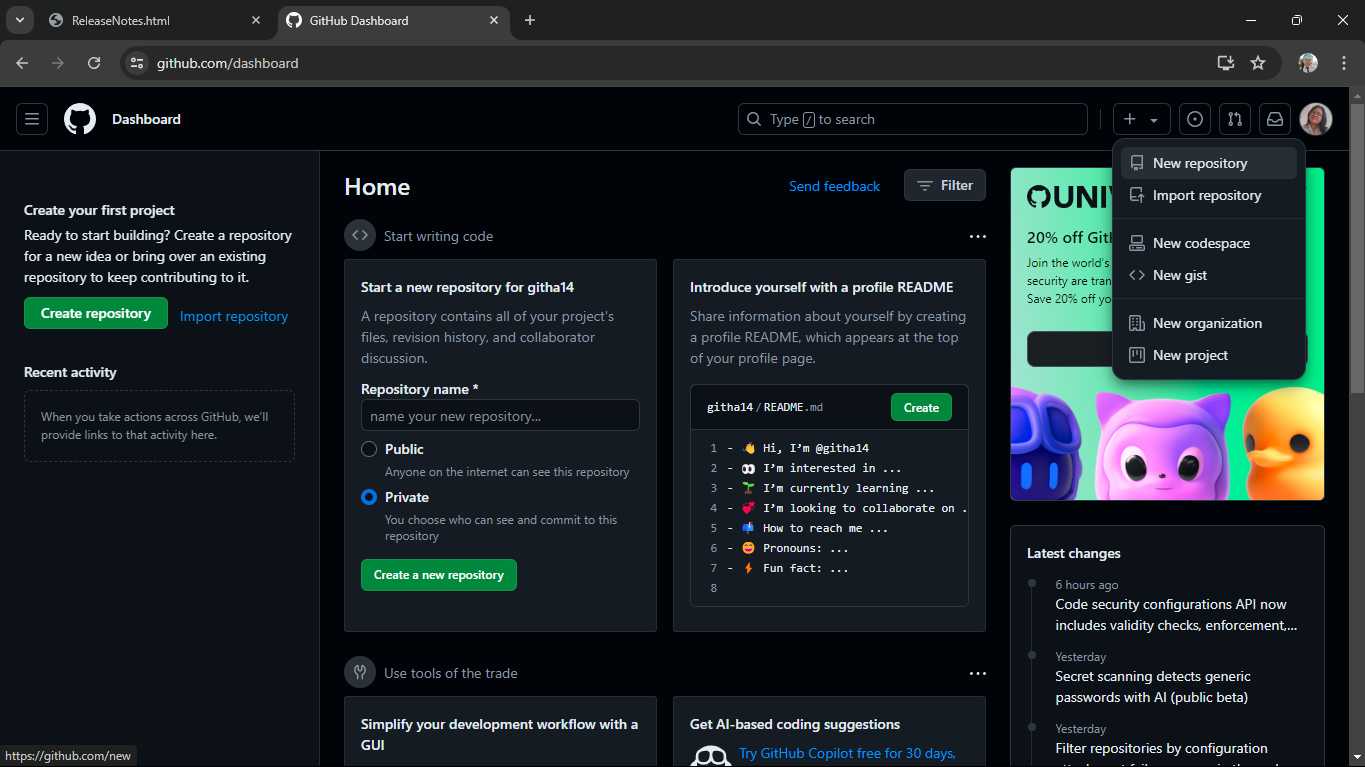 ReleaseNotes.html
GitHub Dashboard
github.com/dashboard
Dashboard
Type / to search
New repository
Import repository
New codespace
New gist
New organization
New project
Create your first project
Ready to start building? Create a repository
for a new idea or bring over an existing
repository to keep contributing to it.
Create repository
Import repository
Recent activity
When you take actions across GitHub, we'll
provide links to that activity here.
Home
Send feedback
Filter
Start writing code
Start a new repository for githa14
A repository contains all of your project's
files, revision history, and collaborator
discussion.
Repository name *
name your new repository...
Public
Anyone on the internet can see this repository
Private
You choose who can see and commit to this
repository
Create a new repository
Introduce yourself with a profile README
Share information about yourself by creating
a profile README, which appears at the top
of your profile page.
githa14 / README.md
Create
1 - 👋 Hi, I'm @githa14
2 - 👀 I'm interested in ...
3 - 🌱 I'm currently learning ...
4 - 💞️ I'm looking to collaborate on .
5 - 📫 How to reach me ...
6 - 😄 Pronouns: ...
7 - ⚡ Fun fact: ...
8
Use tools of the trade
Simplify your development workflow with a
GUI
Get AI-based coding suggestions
Try GitHub Copilot free for 30 days,
20% off
Join the world's
security are
Save 20% off
Latest changes
6 hours ago
Code security configurations API now
includes validity checks, enforcement,...
Yesterday
Secret scanning detects generic
passwords with AI (public beta)
Yesterday
Filter repositories by configuration
https://github.com/new